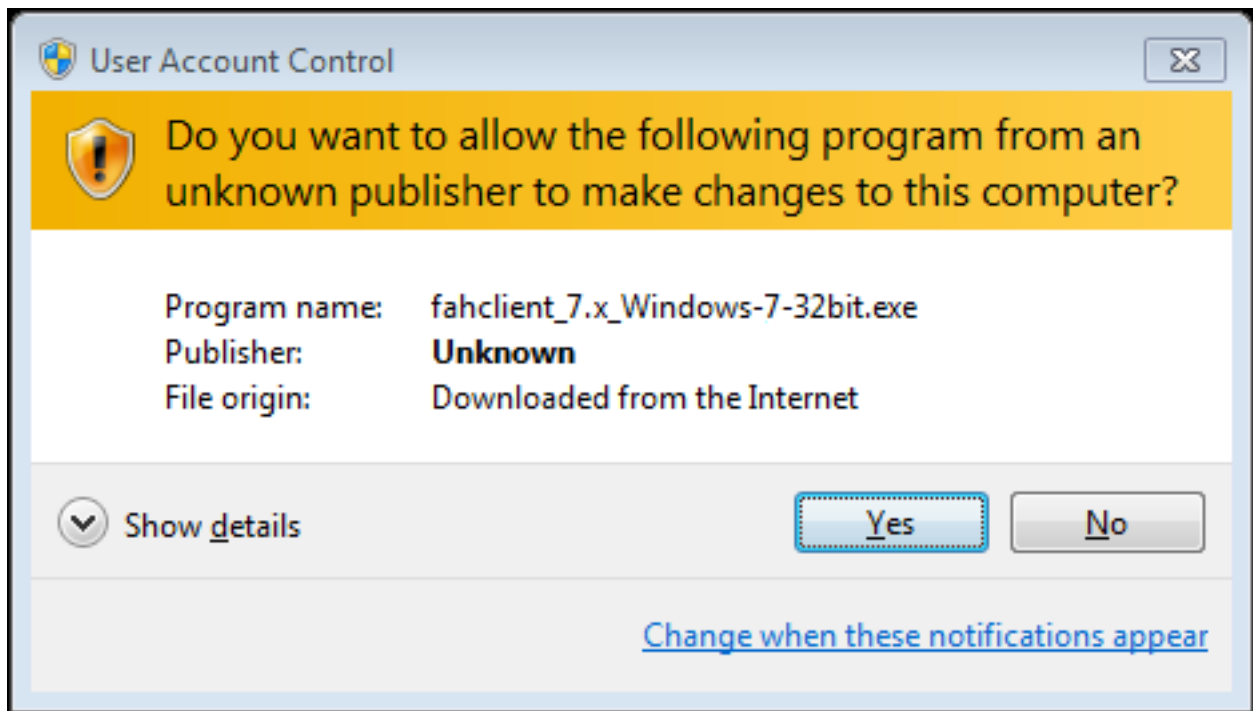 User Account Control
Do you want to allow the following program from an
unknown publisher to make changes to this computer?
Program name: fahclient_7.x_Windows-7-32bit.exe
Publisher: Unknown
File origin: Downloaded from the Internet
Show details
Yes No
Change when these notifications appear